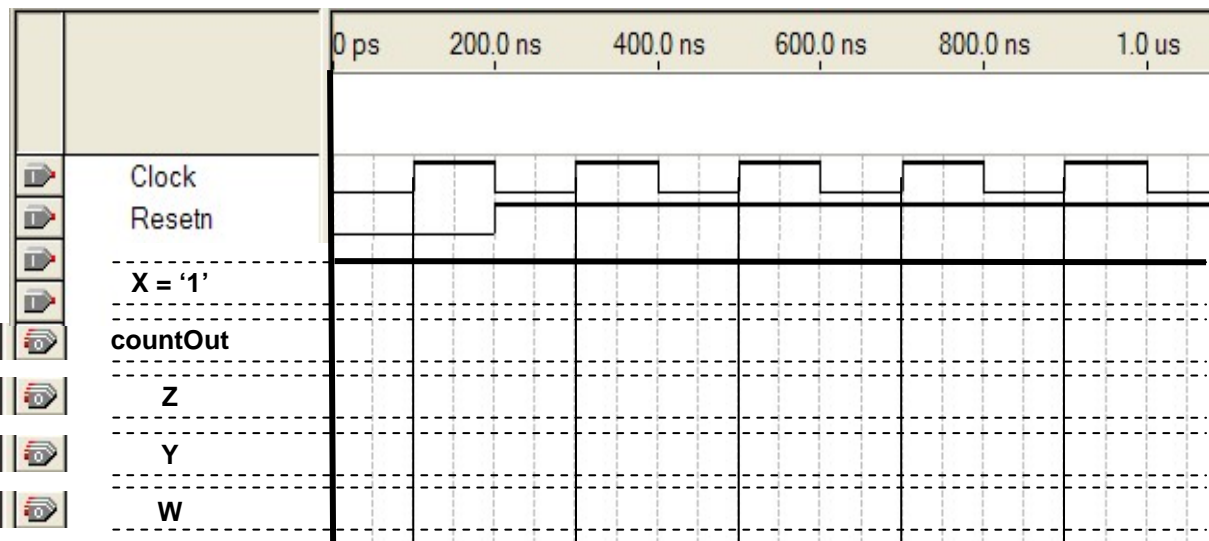 0 ps 200.0 ns 400.0 ns 600.0 ns 800.0 ns 1.0 us
Clock
Resetn
X = ‘1’
countOut
Z
Y
W